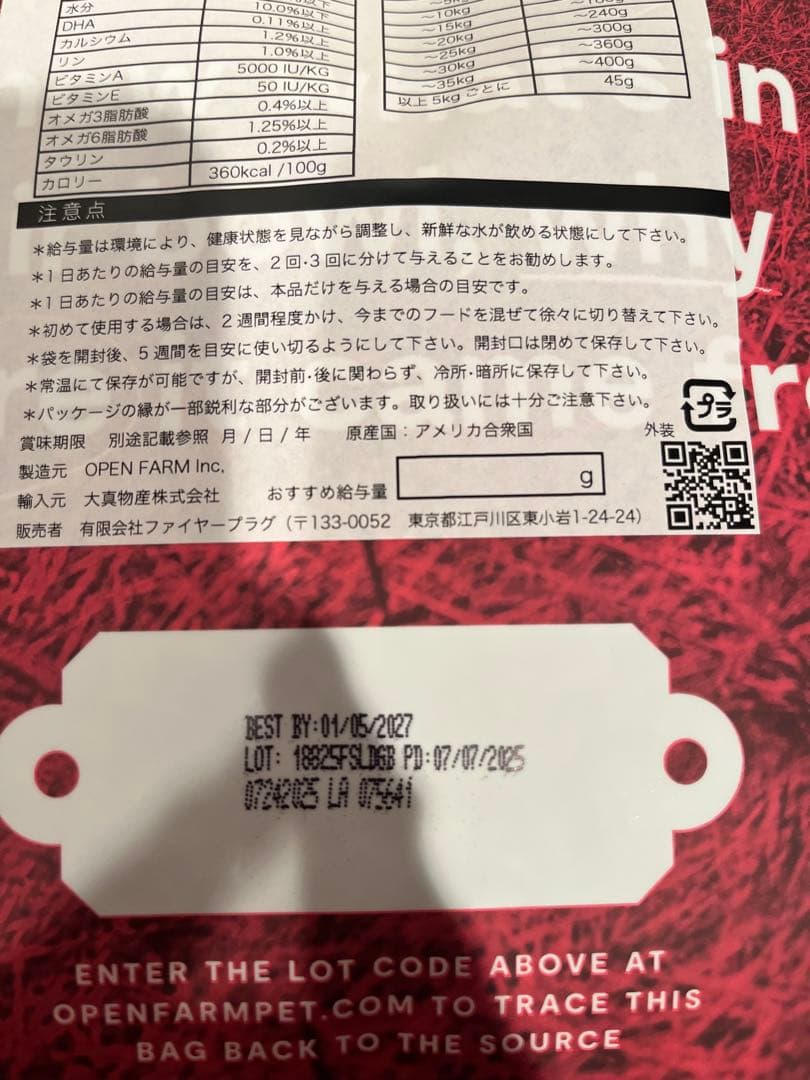 水分 10.0%以下
DHA 0.11%以上
カルシウム 1.2%以上
リン 1.0%以上
ビタミンA 5000 IU/KG
ビタミンE 50 IU/KG
オメガ3脂肪酸 0.4%以上
オメガ6脂肪酸 1.25%以上
タウリン 0.2%以上
カロリー 360kcal /100g
～10kg ～240g
～15kg ～300g
～20kg ～360g
～25kg ～400g
～30kg 45g
～35kg
以上 5kg ごとに
in
注意点
＊給与量は環境により、健康状態を見ながら調整し、新鮮な水が飲める状態にして下さい。
＊1日あたりの給与量の目安を、2回・3回に分けて与えることをお勧めします。
＊1日あたりの給与量の目安は、本品だけを与える場合の目安です。
＊初めて使用する場合は、2週間程度かけ、今までのフードを混ぜて徐々に切り替えて下さい。
＊袋を開封後、5週間を目安に使い切るようにして下さい。開封口は閉めて保存して下さい。
＊常温にて保存が可能ですが、開封前・後に関わらず、冷所・暗所に保存して下さい。
＊パッケージの縁が一部鋭利な部分がございます。取り扱いには十分ご注意下さい。
プラ
外装
賞味期限 別途記載参照 月 / 日 / 年 原産国：アメリカ合衆国
製造元 OPEN FARM Inc,
輸入元 大真物産株式会社 おすすめ給与量 g
販売者 有限会社ファイヤープラグ（〒133-0052 東京都江戸川区東小岩1-24-24）
BEST BY:01/05/2027
LOT: 18825FSLDGB PD:07/07/2025
07242025 LA 075641
ENTER THE LOT CODE ABOVE AT
OPENFARMPET.COM TO TRACE THIS
BAG BACK TO THE SOURCE